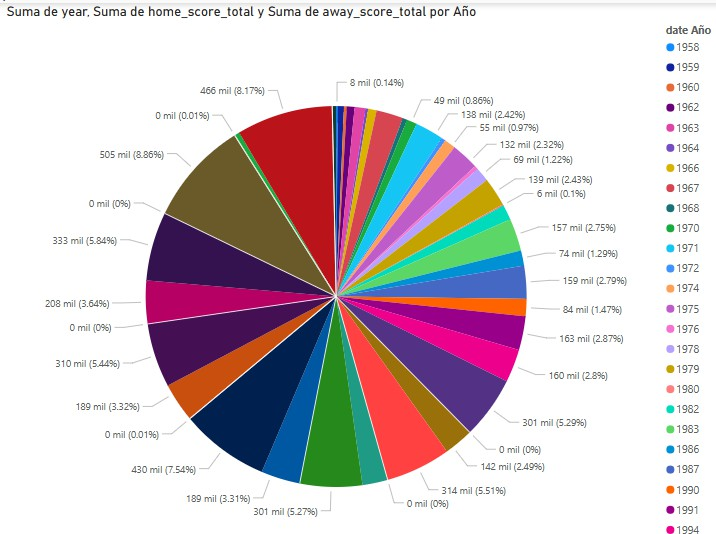 Suma de year, Suma de home_score_total y Suma de away_score_total por Año
date Año
1958
1959
1960
1962
1963
1964
1966
1967
1968
1970
1971
1972
1974
1975
1976
1978
1979
1980
1982
1983
1986
1987
1990
1991
1994
8 mil (0.14%)
49 mil (0.86%)
138 mil (2.42%)
55 mil (0.97%)
132 mil (2.32%)
69 mil (1.22%)
139 mil (2.43%)
6 mil (0.1%)
157 mil (2.75%)
74 mil (1.29%)
159 mil (2.79%)
84 mil (1.47%)
163 mil (2.87%)
160 mil (2.8%)
301 mil (5.29%)
0 mil (0%)
142 mil (2.49%)
314 mil (5.51%)
0 mil (0%)
301 mil (5.27%)
189 mil (3.31%)
430 mil (7.54%)
0 mil (0.01%)
189 mil (3.32%)
310 mil (5.44%)
0 mil (0%)
208 mil (3.64%)
333 mil (5.84%)
0 mil (0%)
505 mil (8.86%)
0 mil (0.01%)
466 mil (8.17%)